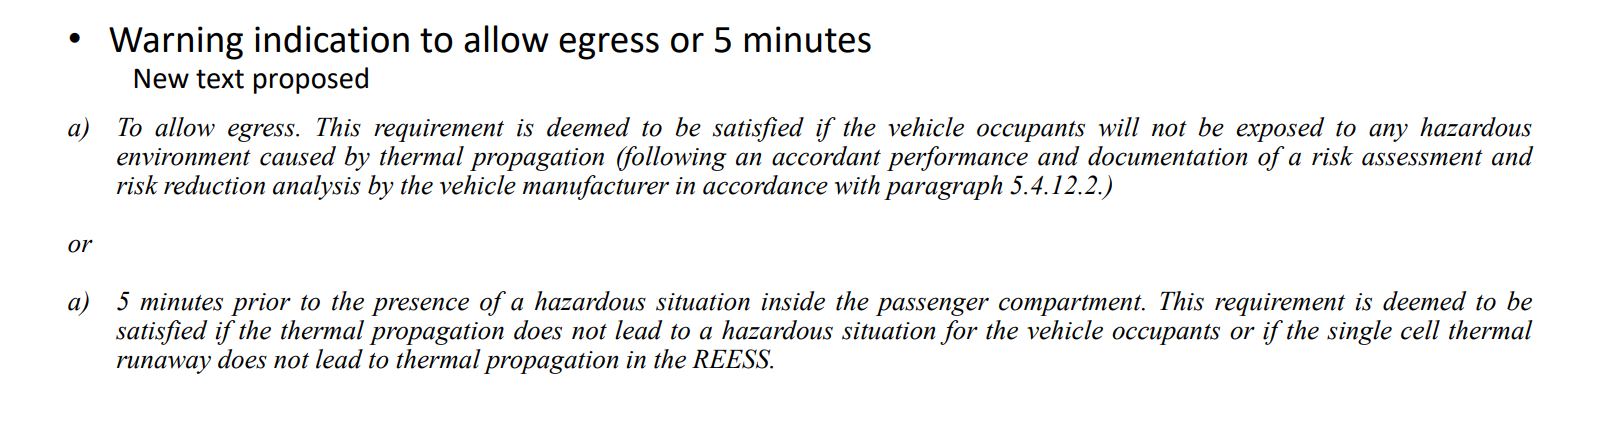 • Warning indication to allow egress or 5 minutes
New text proposed
a) To allow egress. This requirement is deemed to be satisfied if the vehicle occupants will not be exposed to any hazardous
environment caused by thermal propagation (following an accordant performance and documentation of a risk assessment and
risk reduction analysis by the vehicle manufacturer in accordance with paragraph 5.4.12.2.)
or
a) 5 minutes prior to the presence of a hazardous situation inside the passenger compartment. This requirement is deemed to be
satisfied if the thermal propagation does not lead to a hazardous situation for the vehicle occupants or if the single cell thermal
runaway does not lead to thermal propagation in the REESS.